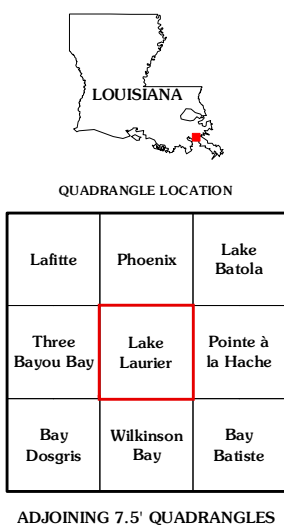 LOUISIANA
QUADRANGLE LOCATION
Lafitte
Phoenix
Lake
Batola
Three
Bayou Bay
Lake
Laurier
Pointe à
la Hache
Bay
Dosgris
Wilkinson
Bay
Bay
Batiste
ADJOINING 7.5' QUADRANGLES